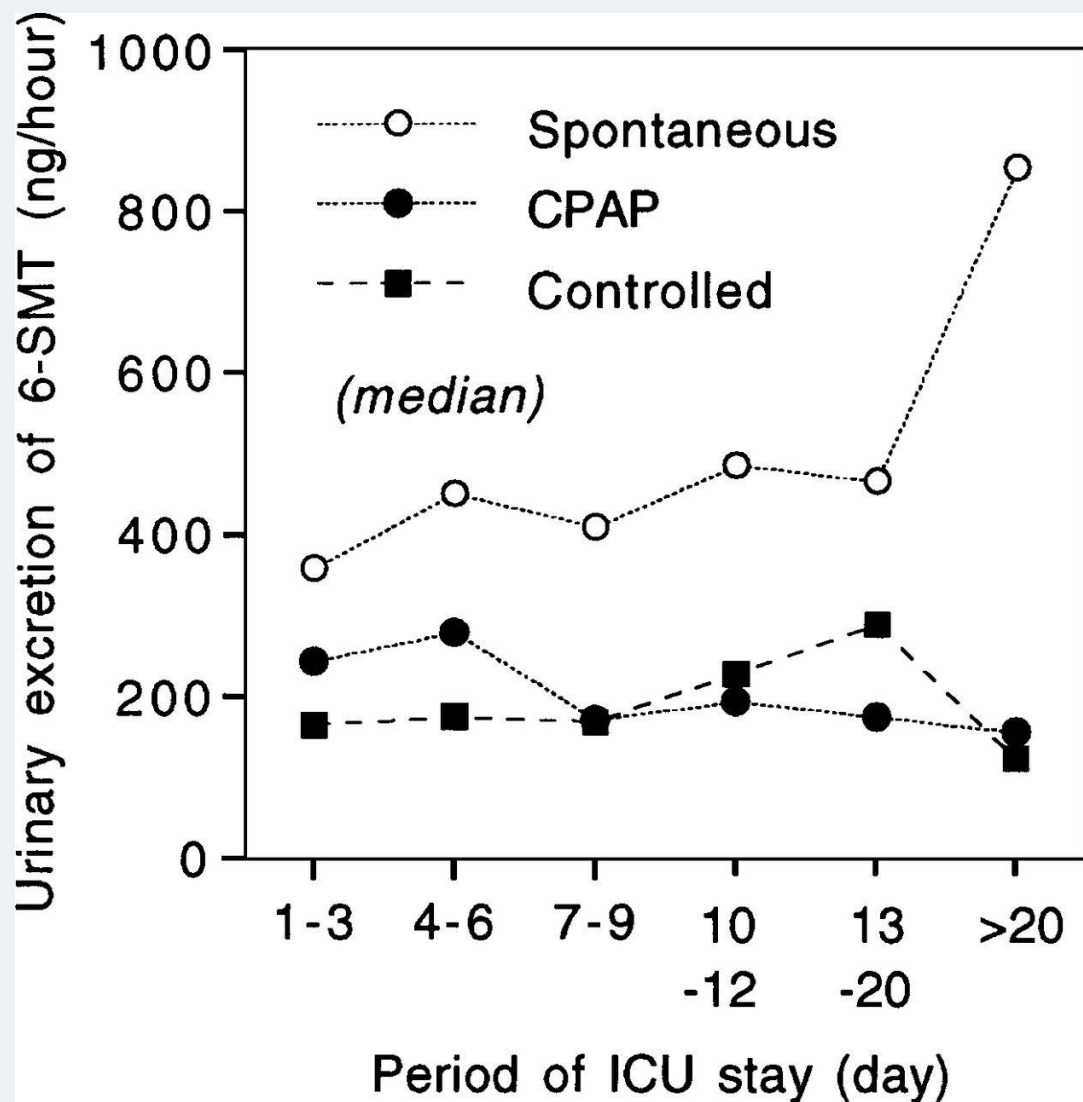 Urinary excretion of 6-SMT (ng/hour)
1000
800
600
400
200
0
Spontaneous
CPAP
Controlled
(median)
1-3 4-6 7-9 10 13 >20
-12 -20
Period of ICU stay (day)